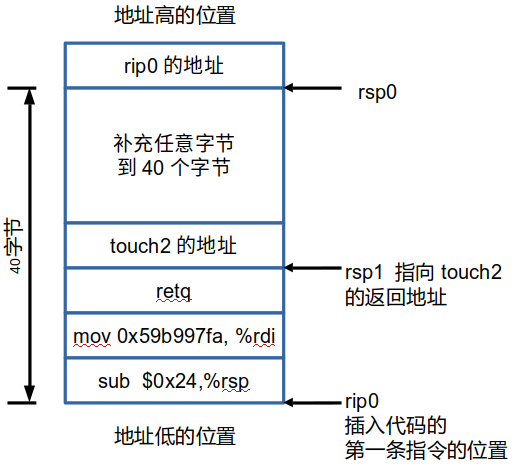 地址高的位置
rip0 的地址
rsp0
补充任意字节
到 40 个字节
40字节
touch2 的地址
rsp1 指向 touch2
的返回地址
retq
mov 0x59b997fa, %rdi
sub $0x24,%rsp
rip0
插入代码的
第一条指令的位置
地址低的位置